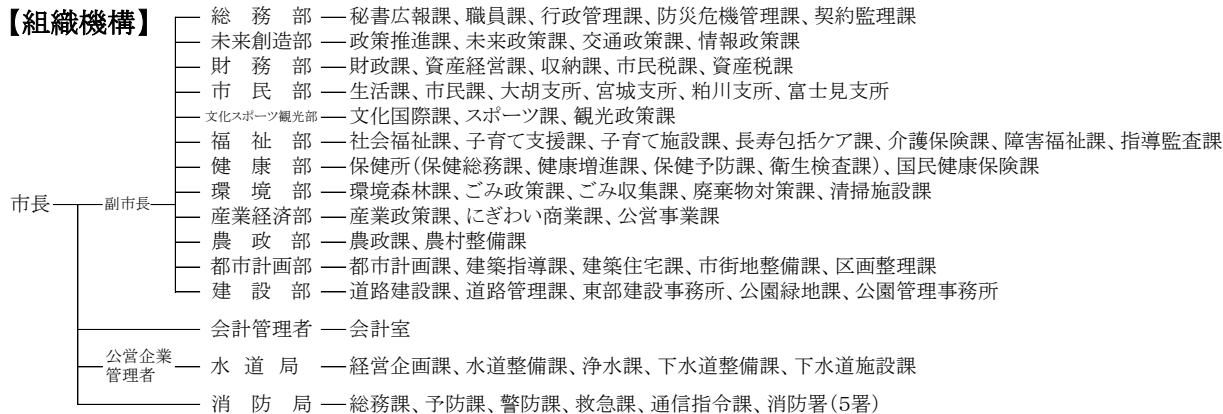 【組織機構】
総務部 秘書広報課、職員課、行政管理課、防災危機管理課、契約監理課
未来創造部 政策推進課、未来政策課、交通政策課、情報政策課
財務部 財政課、資産経営課、収納課、市民税課、資産税課
市民部 生活課、市民課、大胡支所、宮城支所、粕川支所、富士見支所
文化スポーツ観光部 文化国際課、スポーツ課、観光政策課
福祉部 社会福祉課、子育て支援課、子育て施設課、長寿包括ケア課、介護保険課、障害福祉課、指導監査課
健康部 保健所(保健総務課、健康増進課、保健予防課、衛生検査課)、国民健康保険課
環境部 環境森林課、ごみ政策課、ごみ収集課、廃棄物対策課、清掃施設課
市長 副市長 産業経済部 産業政策課、にぎわい商業課、公営事業課
農政部 農政課、農村整備課
都市計画部 都市計画課、建築指導課、建築住宅課、市街地整備課、区画整理課
建設部 道路建設課、道路管理課、東部建設事務所、公園緑地課、公園管理事務所
会計管理者 会計室
公営企業
管理者
水道局 経営企画課、水道整備課、浄水課、下水道整備課、下水道施設課
消防局 総務課、予防課、警防課、救急課、通信指令課、消防署(5署)